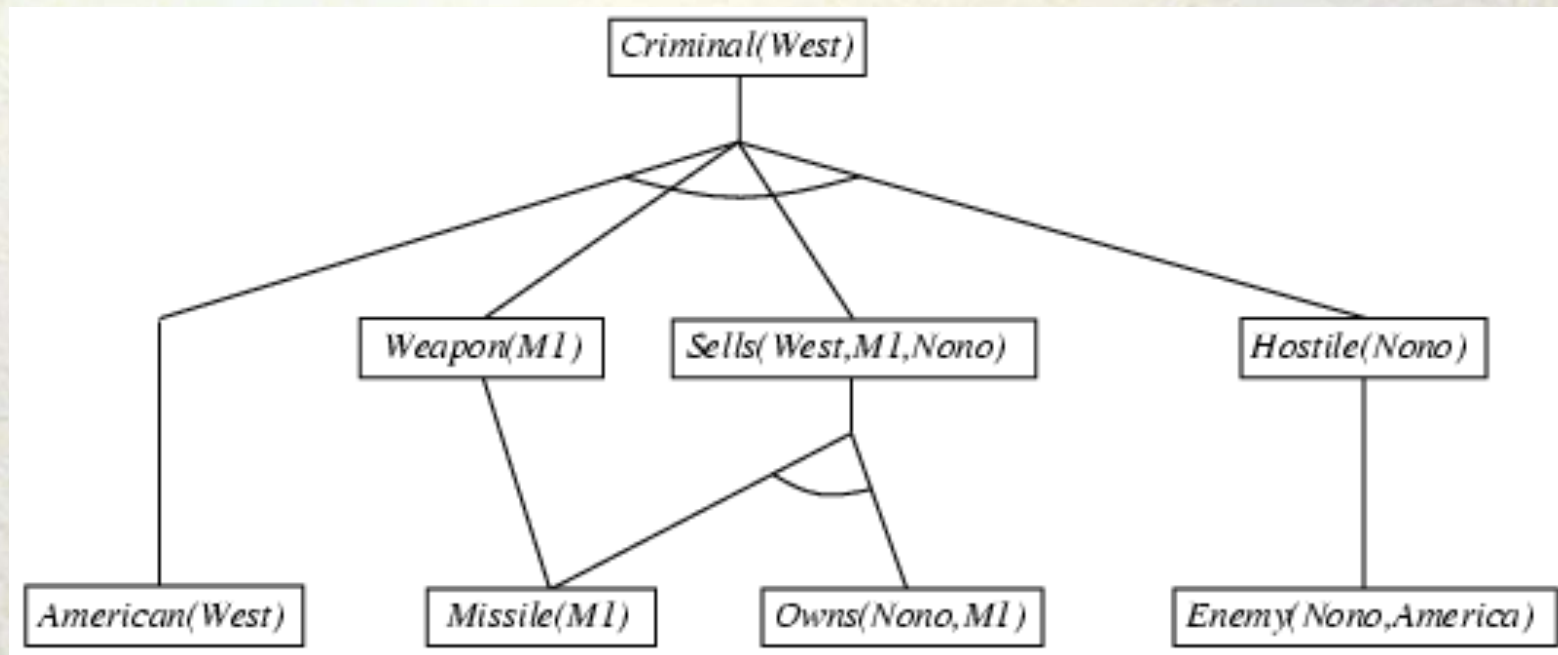 Criminal(West)
Weapon(M1)
Sells(West,M1,Nono)
Hostile(Nono)
American(West)
Missile(M1)
Owns(Nono,M1)
Enemy(Nono,America)